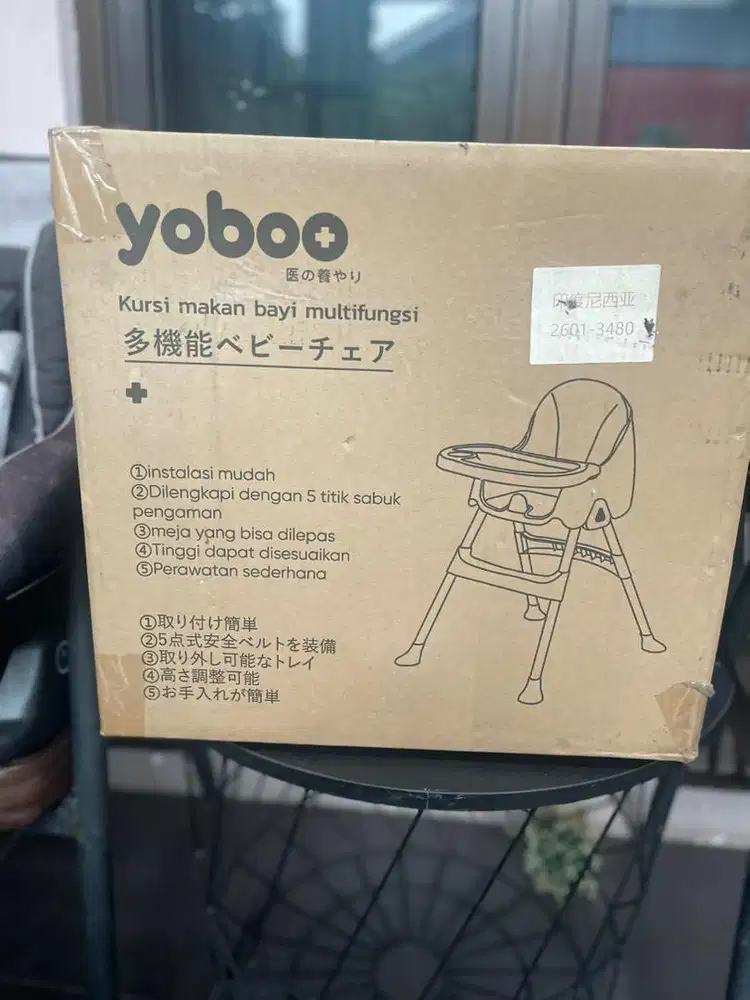 yoboo
医の養やり
Kursi makan bayi multifungsi
多機能ベビーチェア
印度尼西亚
2601-3480
①instalasi mudah
②Dilengkapi dengan 5 titik sabuk
pengaman
③meja yang bisa dilepas
④Tinggi dapat disesuaikan
⑤Perawatan sederhana
①取り付け簡単
②5点式安全ベルトを装備
③取り外し可能なトレイ
④高さ調整可能
⑤お手入れが簡単